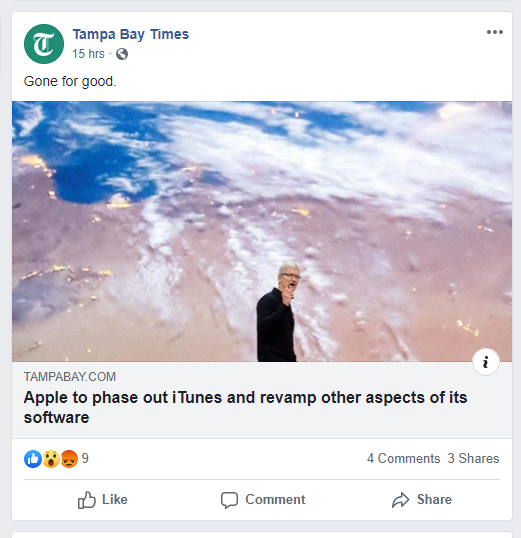 Tampa Bay Times
15 hrs ·
Gone for good.
TAMPABAY.COM
Apple to phase out iTunes and revamp other aspects of its
software
9
4 Comments 3 Shares
Like Comment Share